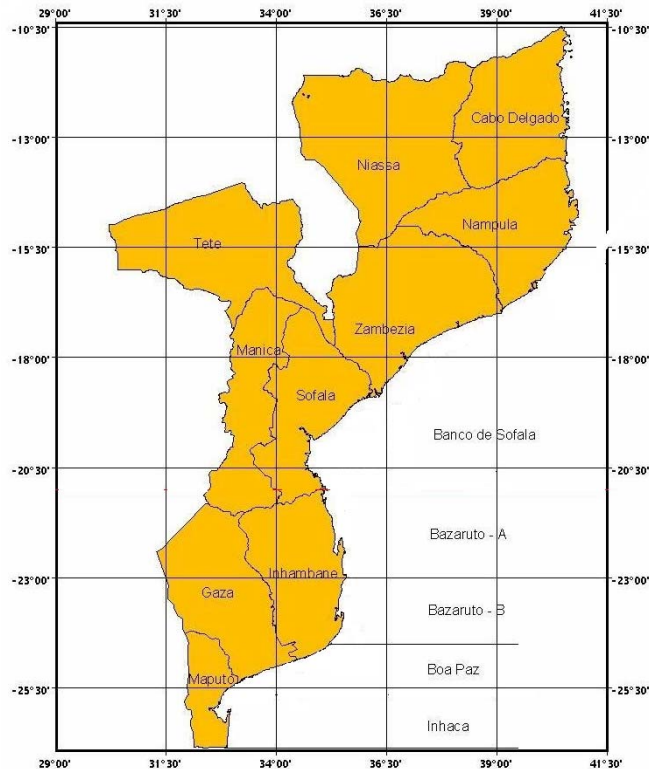 29°00' 31°30' 34°00' 36°30' 39°00' 41°30'
-10°30' -10°30'
Cabo Delgado
-13°00' -13°00'
Niassa
Nampula
Tete
-15°30' -15°30'
Zambezia
Manica
-18°00' -18°00'
Sofala
Banco de Sofala
-20°30' -20°30'
Bazaruto - A
Inhambane
-23°00' -23°00'
Gaza
Bazaruto - B
Boa Paz
Maputo
-25°30' -25°30'
Inhaca
29°00' 31°30' 34°00' 36°30' 39°00' 41°30'